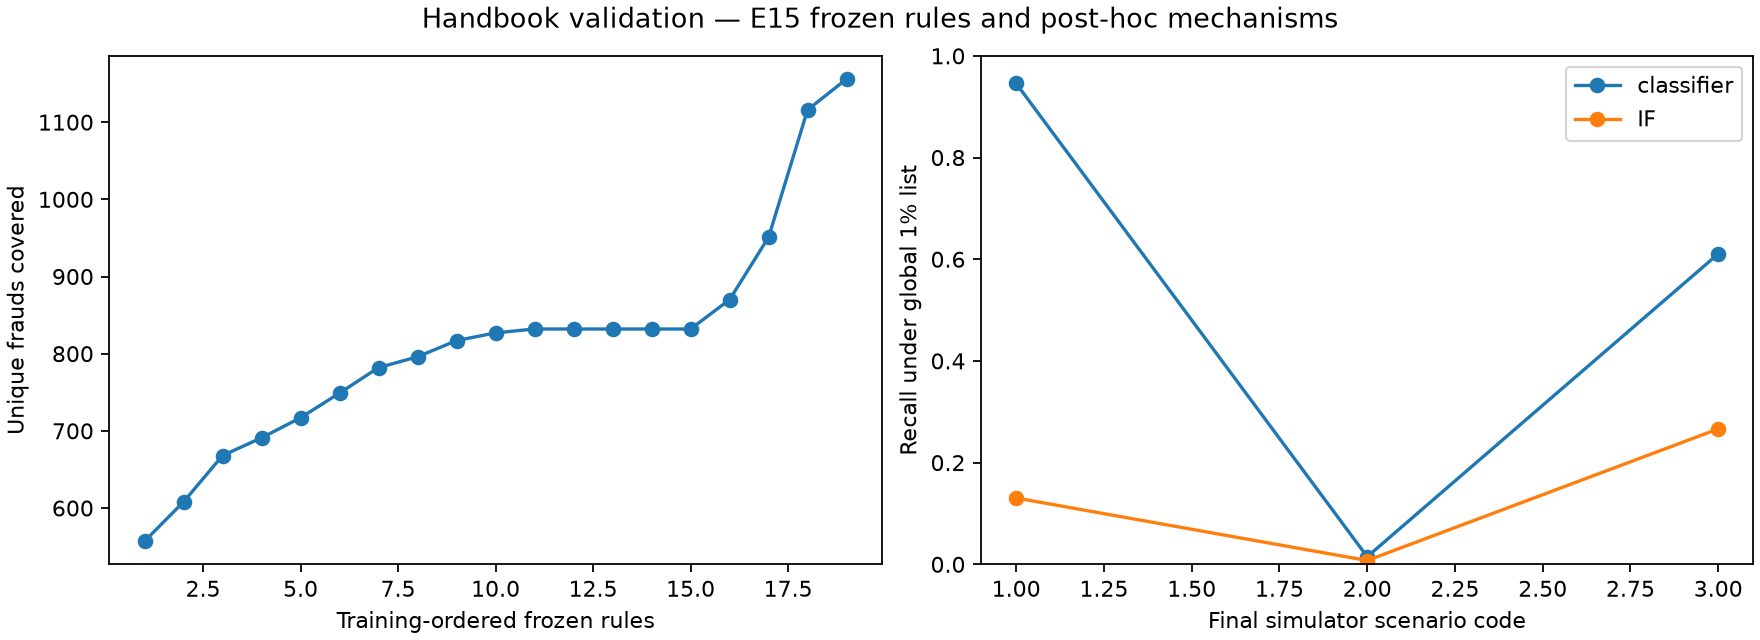 Handbook validation — E15 frozen rules and post-hoc mechanisms
Unique frauds covered
1100
1000
900
800
700
600
2.5 5.0 7.5 10.0 12.5 15.0 17.5
Training-ordered frozen rules
Recall under global 1% list
1.0
0.8
0.6
0.4
0.2
0.0
classifier
IF
1.00 1.25 1.50 1.75 2.00 2.25 2.50 2.75 3.00
Final simulator scenario code